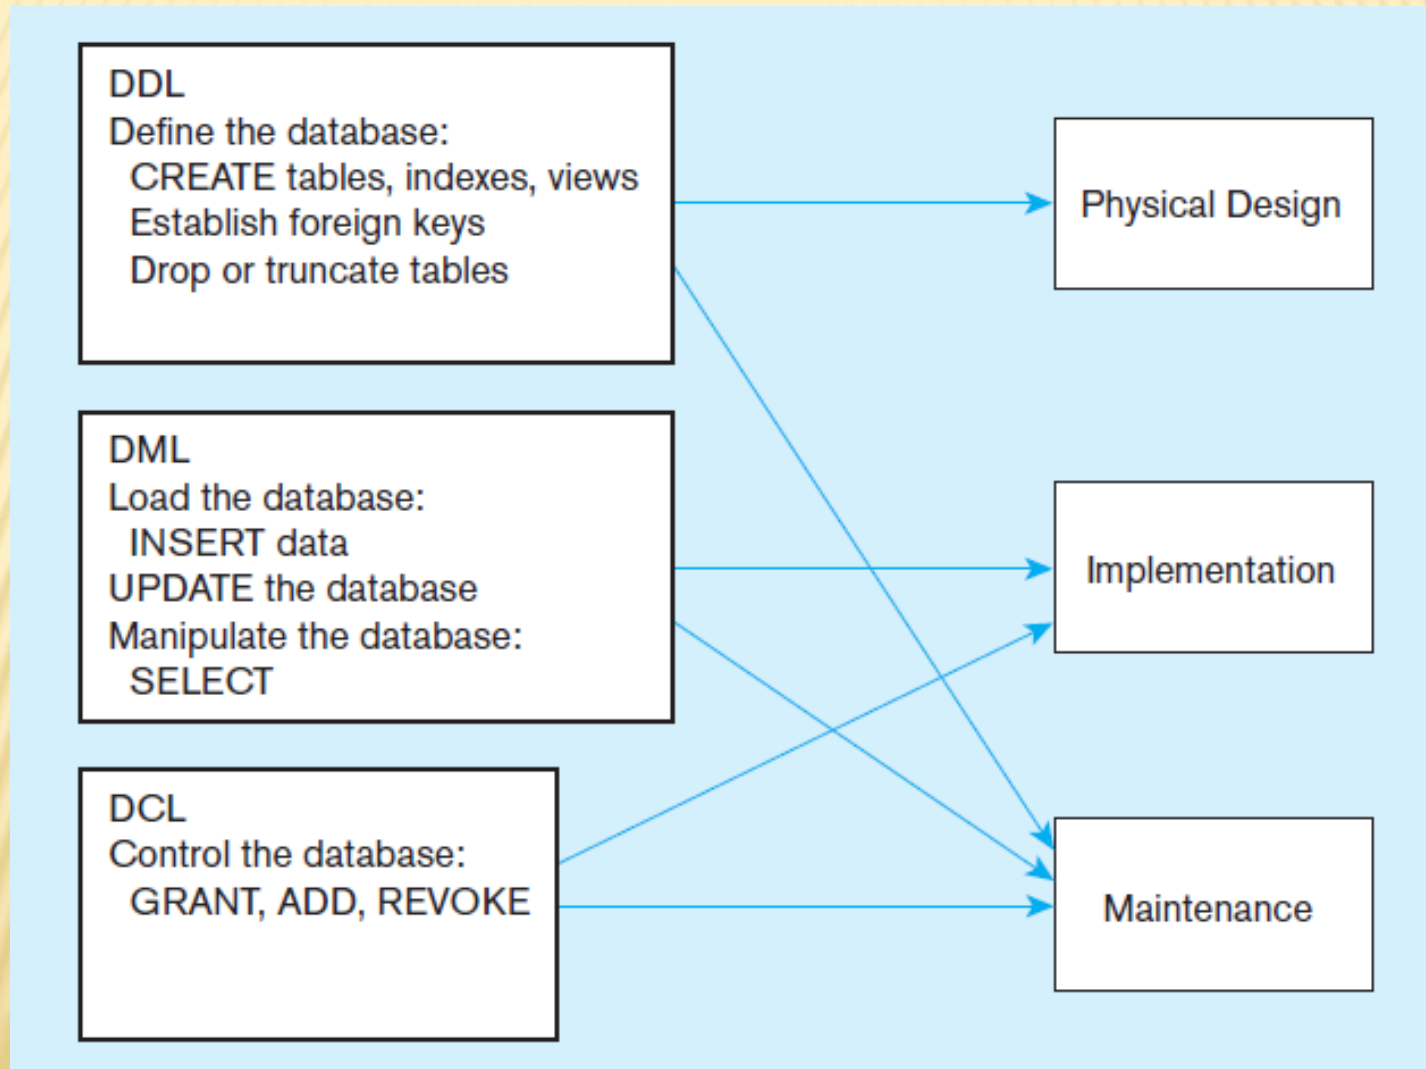 DDL
Define the database:
CREATE tables, indexes, views
Establish foreign keys
Drop or truncate tables
Physical Design
DML
Load the database:
INSERT data
UPDATE the database
Manipulate the database:
SELECT
Implementation
DCL
Control the database:
GRANT, ADD, REVOKE
Maintenance